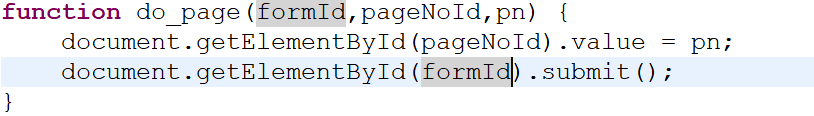 function do_page(formId,pageNoId,pn) {
    document.getElementById(pageNoId).value = pn;
    document.getElementById(formId).submit();
}